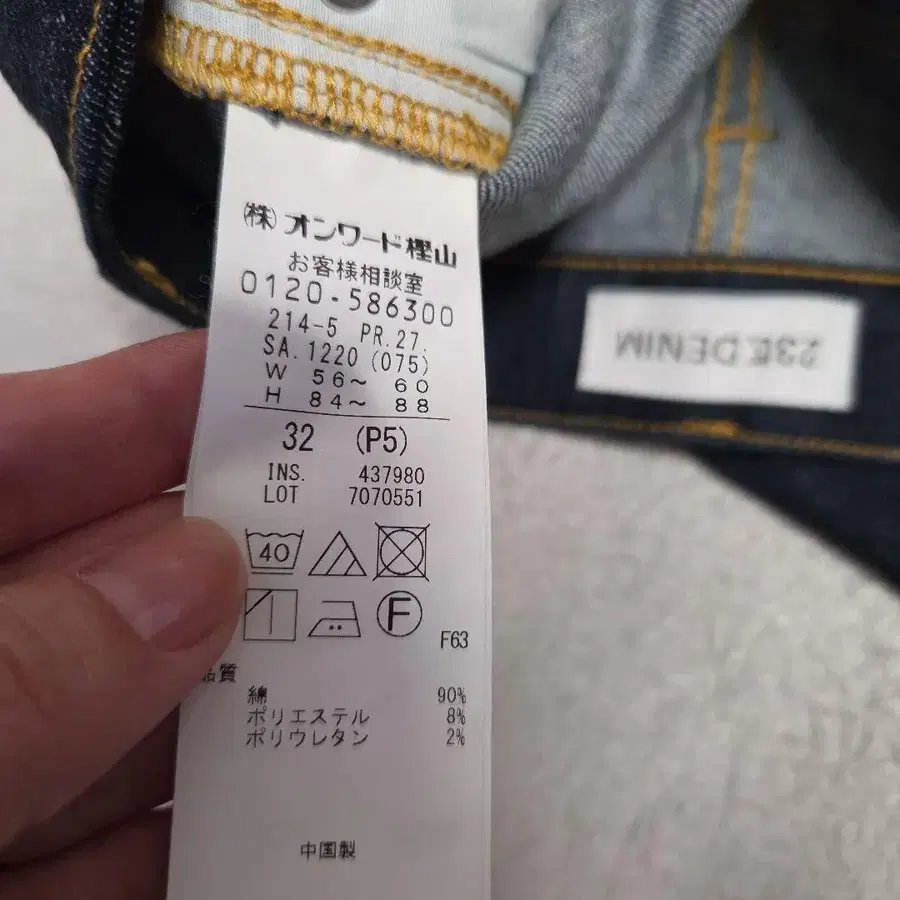 (株)オンワード樫山
お客様相談室
0120-586300
214-5 PR.27.
SA.1220 (075)
W 56～ 60
H 84～ 88
32 (P5)
INS. 437980
LOT 7070551
40
F
F63
品質
綿 90%
ポリエステル 8%
ポリウレタン 2%
中国製
23区DENIM